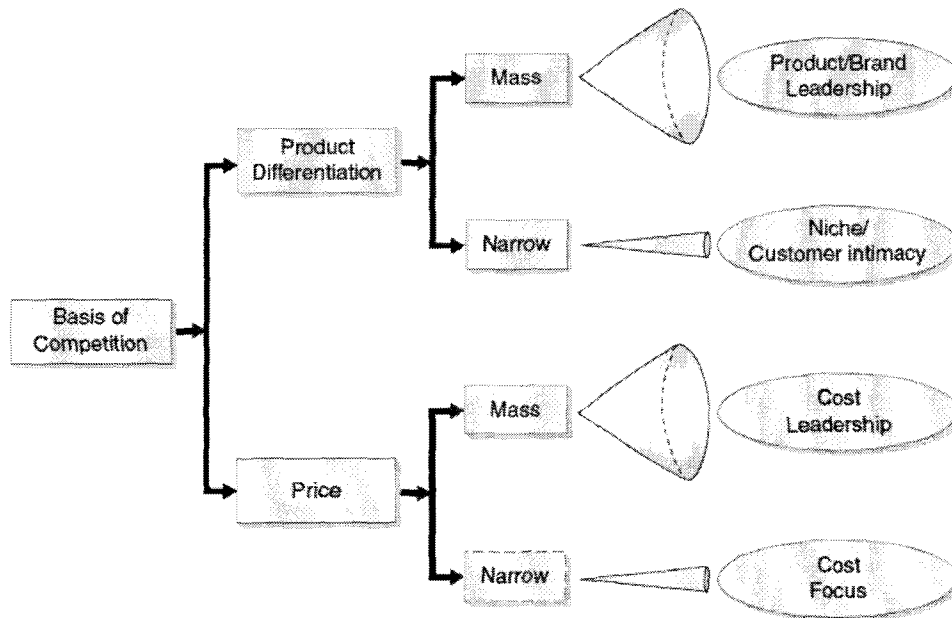 Mass
Product/Brand
Leadership
Product
Differentiation
Narrow
Niche/
Customer intimacy
Basis of
Competition
Mass
Cost
Leadership
Price
Narrow
Cost
Focus